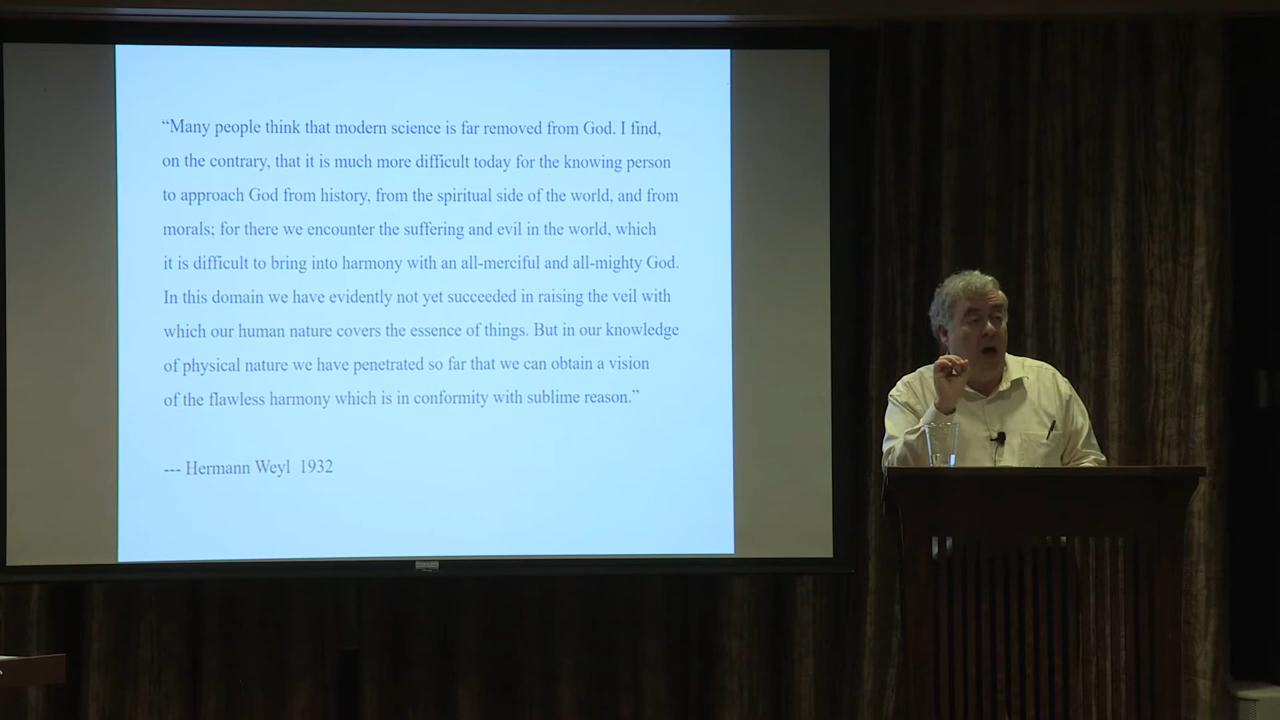 “Many people think that modern science is far removed from God. I find,
on the contrary, that it is much more difficult today for the knowing person
to approach God from history, from the spiritual side of the world, and from
morals; for there we encounter the suffering and evil in the world, which
it is difficult to bring into harmony with an all-merciful and all-mighty God.
In this domain we have evidently not yet succeeded in raising the veil with
which our human nature covers the essence of things. But in our knowledge
of physical nature we have penetrated so far that we can obtain a vision
of the flawless harmony which is in conformity with sublime reason.”
--- Hermann Weyl 1932